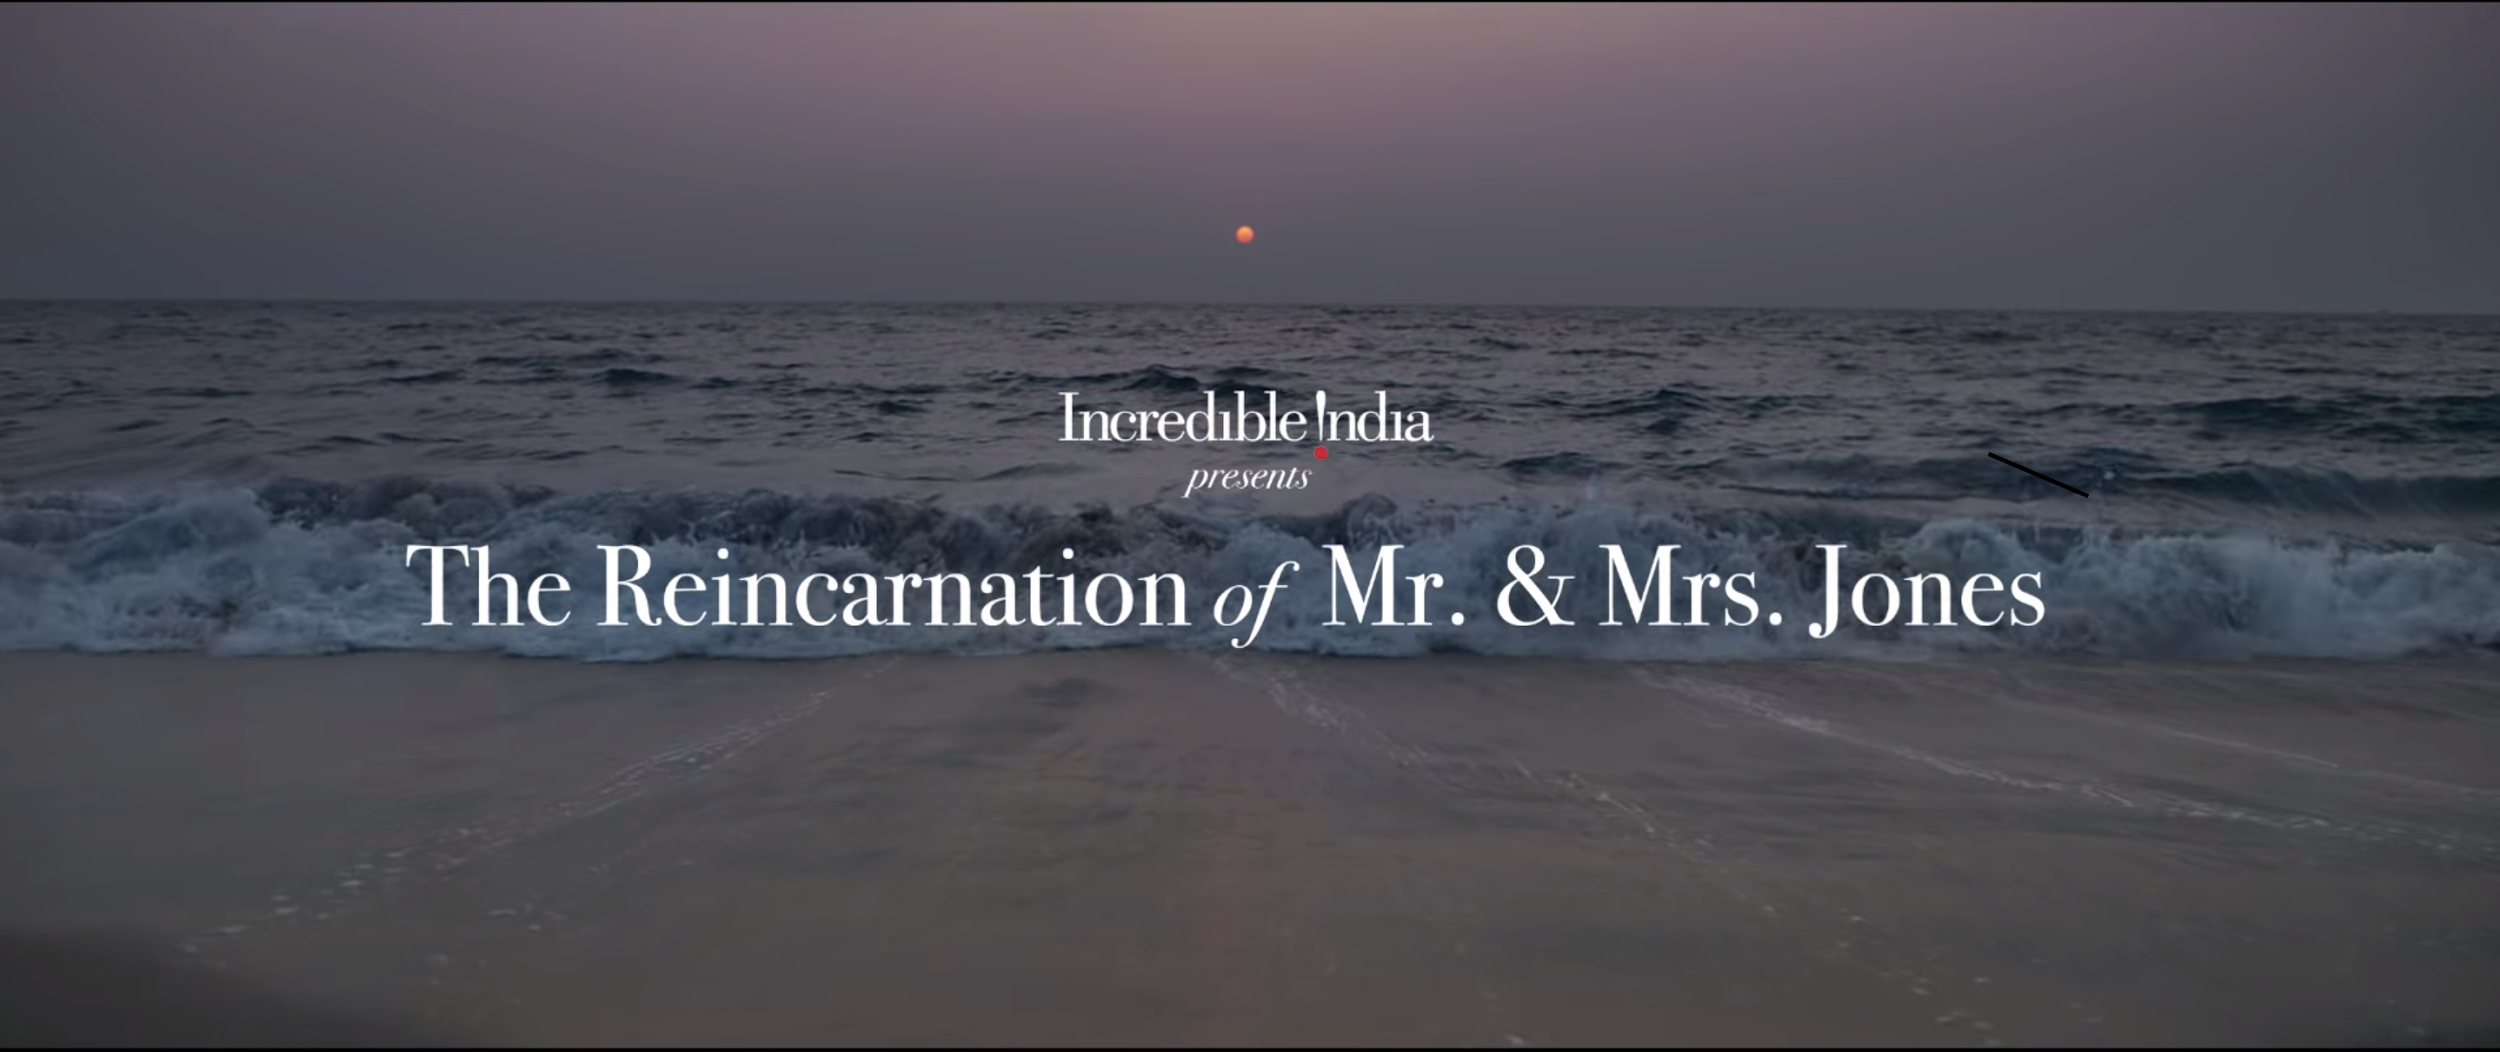 Incredible !ndia
presents
The Reincarnation of Mr. & Mrs. Jones